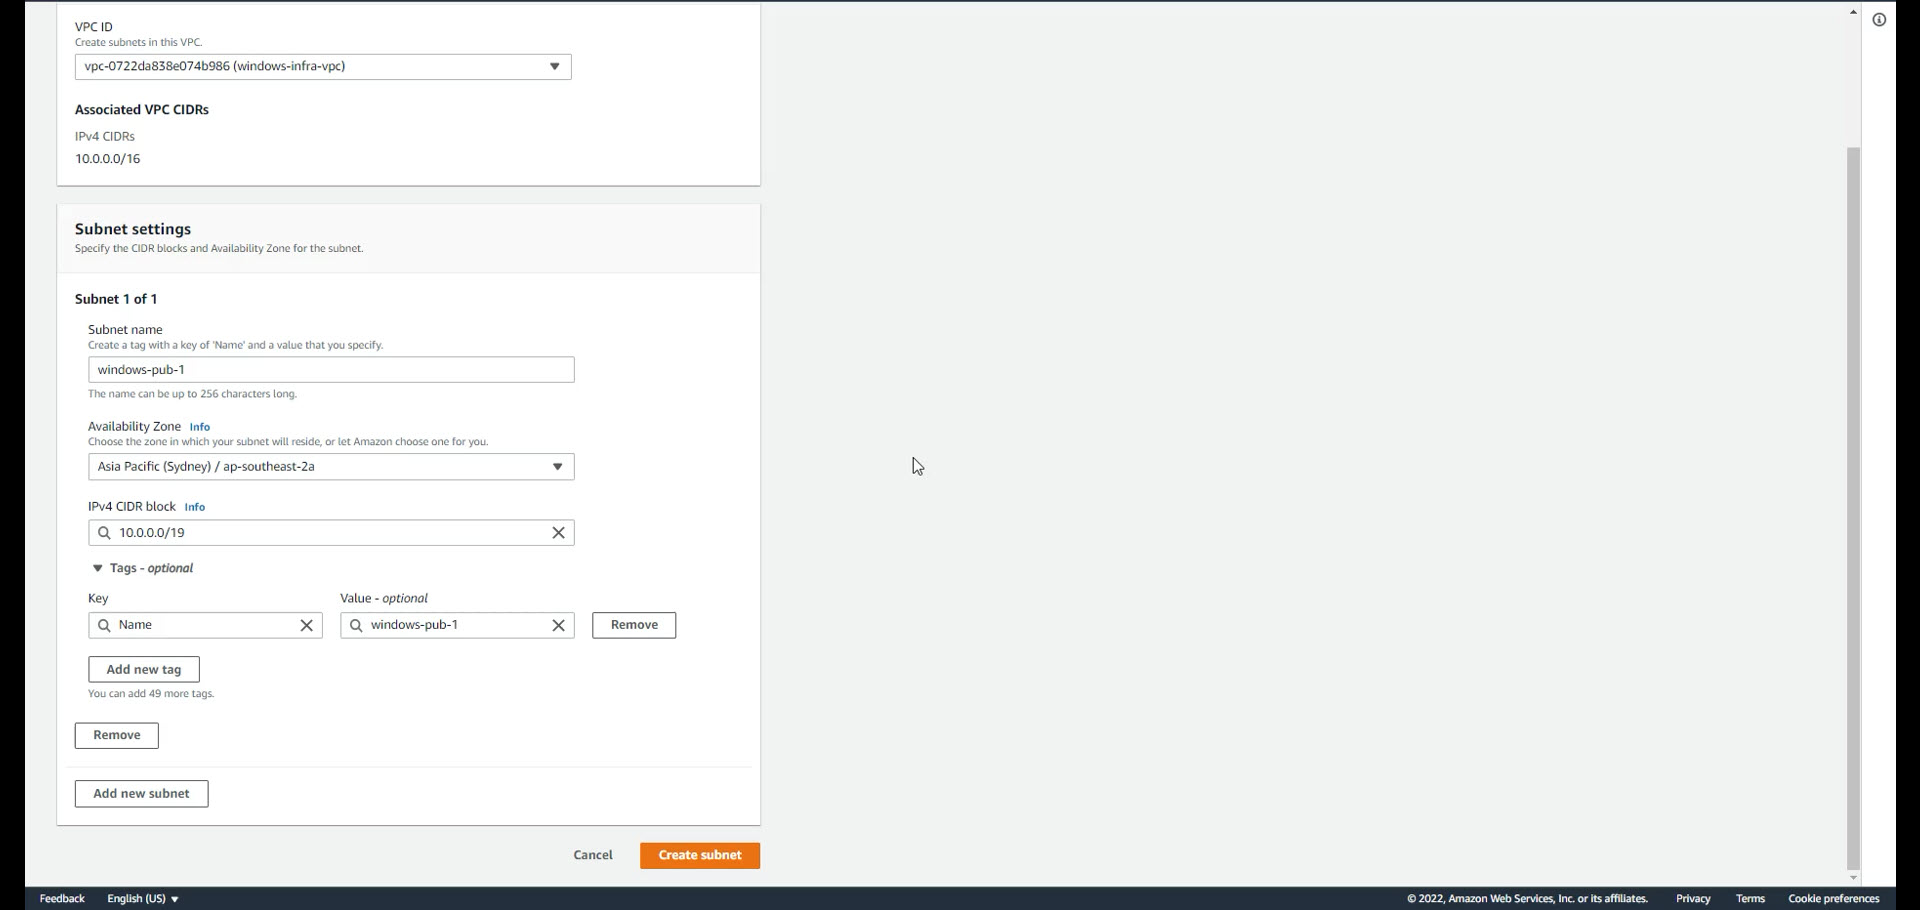 VPC ID
Create subnets in this VPC.
vpc-0722da838e074b986 (windows-infra-vpc)
Associated VPC CIDRs
IPv4 CIDRs
10.0.0.0/16
Subnet settings
Specify the CIDR blocks and Availability Zone for the subnet.
Subnet 1 of 1
Subnet name
Create a tag with a key of 'Name' and a value that you specify.
windows-pub-1
The name can be up to 256 characters long.
Availability Zone Info
Choose the zone in which your subnet will reside, or let Amazon choose one for you.
Asia Pacific (Sydney) / ap-southeast-2a
IPv4 CIDR block Info
10.0.0.0/19
Tags - optional
Key Value - optional
Name windows-pub-1 Remove
Add new tag
You can add 49 more tags.
Remove
Add new subnet
Cancel Create subnet
Feedback English (US) © 2022, Amazon Web Services, Inc. or its affiliates. Privacy Terms Cookie preferences